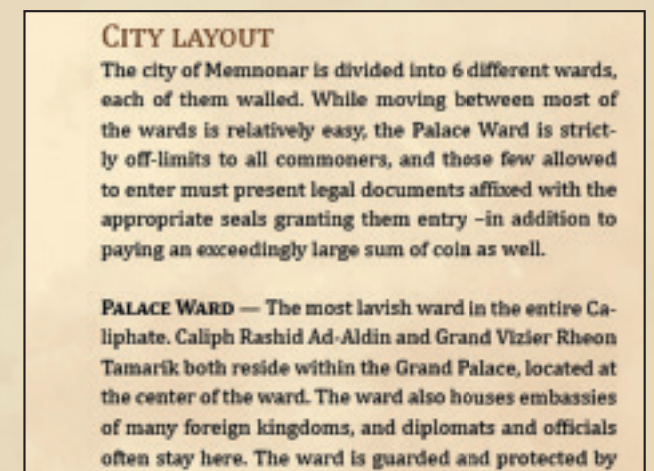 CITY LAYOUT
The city of Memnonar is divided into 6 different wards,
each of them walled. While moving between most of
the wards is relatively easy, the Palace Ward is strict-
ly off-limits to all commoners, and those few allowed
to enter must present legal documents affixed with the
appropriate seals granting them entry –in addition to
paying an exceedingly large sum of coin as well.
PALACE WARD — The most lavish ward in the entire Ca-
liphate. Caliph Rashid Ad-Aldin and Grand Vizier Rheon
Tamarik both reside within the Grand Palace, located at
the center of the ward. The ward also houses embassies
of many foreign kingdoms, and diplomats and officials
often stay here. The ward is guarded and protected by